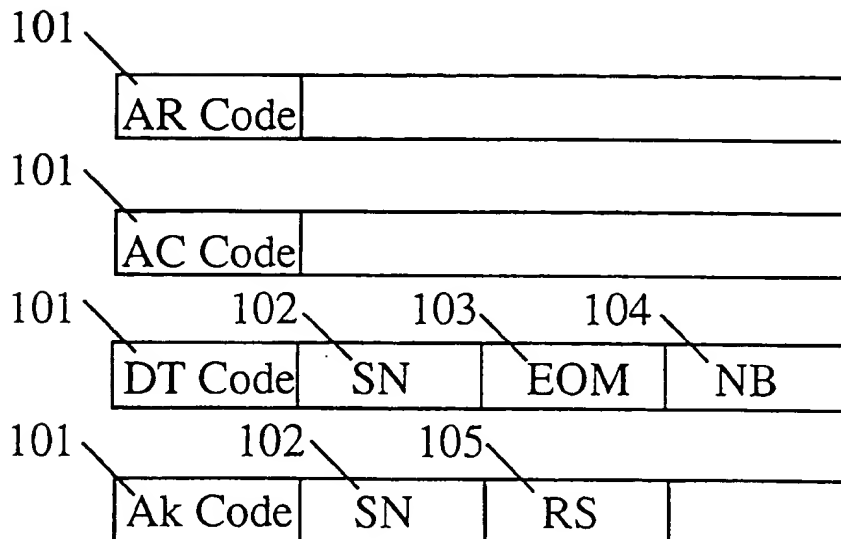 101
AR Code
101
AC Code
101 102 103 104
DT Code SN EOM NB
101 102 105
Ak Code SN RS